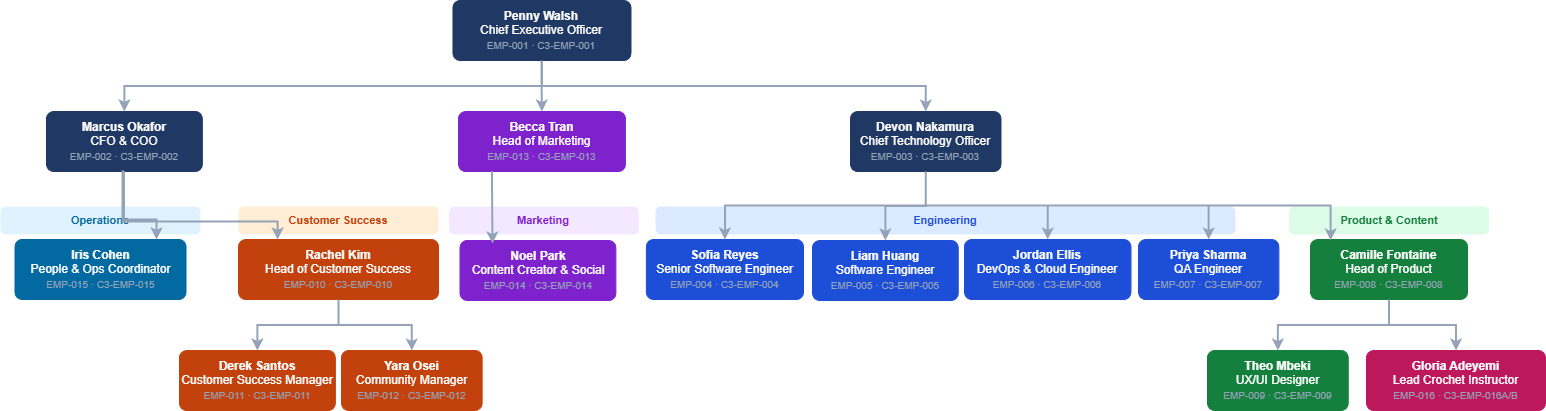 Penny Walsh
Chief Executive Officer
EMP-001 · C3-EMP-001
Marcus Okafor
CFO & COO
EMP-002 · C3-EMP-002
Becca Tran
Head of Marketing
EMP-013 · C3-EMP-013
Devon Nakamura
Chief Technology Officer
EMP-003 · C3-EMP-003
Operations
Customer Success
Marketing
Engineering
Product & Content
Iris Cohen
People & Ops Coordinator
EMP-015 · C3-EMP-015
Rachel Kim
Head of Customer Success
EMP-010 · C3-EMP-010
Noel Park
Content Creator & Social
EMP-014 · C3-EMP-014
Sofia Reyes
Senior Software Engineer
EMP-004 · C3-EMP-004
Liam Huang
Software Engineer
EMP-005 · C3-EMP-005
Jordan Ellis
DevOps & Cloud Engineer
EMP-006 · C3-EMP-006
Priya Sharma
QA Engineer
EMP-007 · C3-EMP-007
Camille Fontaine
Head of Product
EMP-008 · C3-EMP-008
Derek Santos
Customer Success Manager
EMP-011 · C3-EMP-011
Yara Osei
Community Manager
EMP-012 · C3-EMP-012
Theo Mbeki
UX/UI Designer
EMP-009 · C3-EMP-009
Gloria Adeyemi
Lead Crochet Instructor
EMP-016 · C3-EMP-016A/B